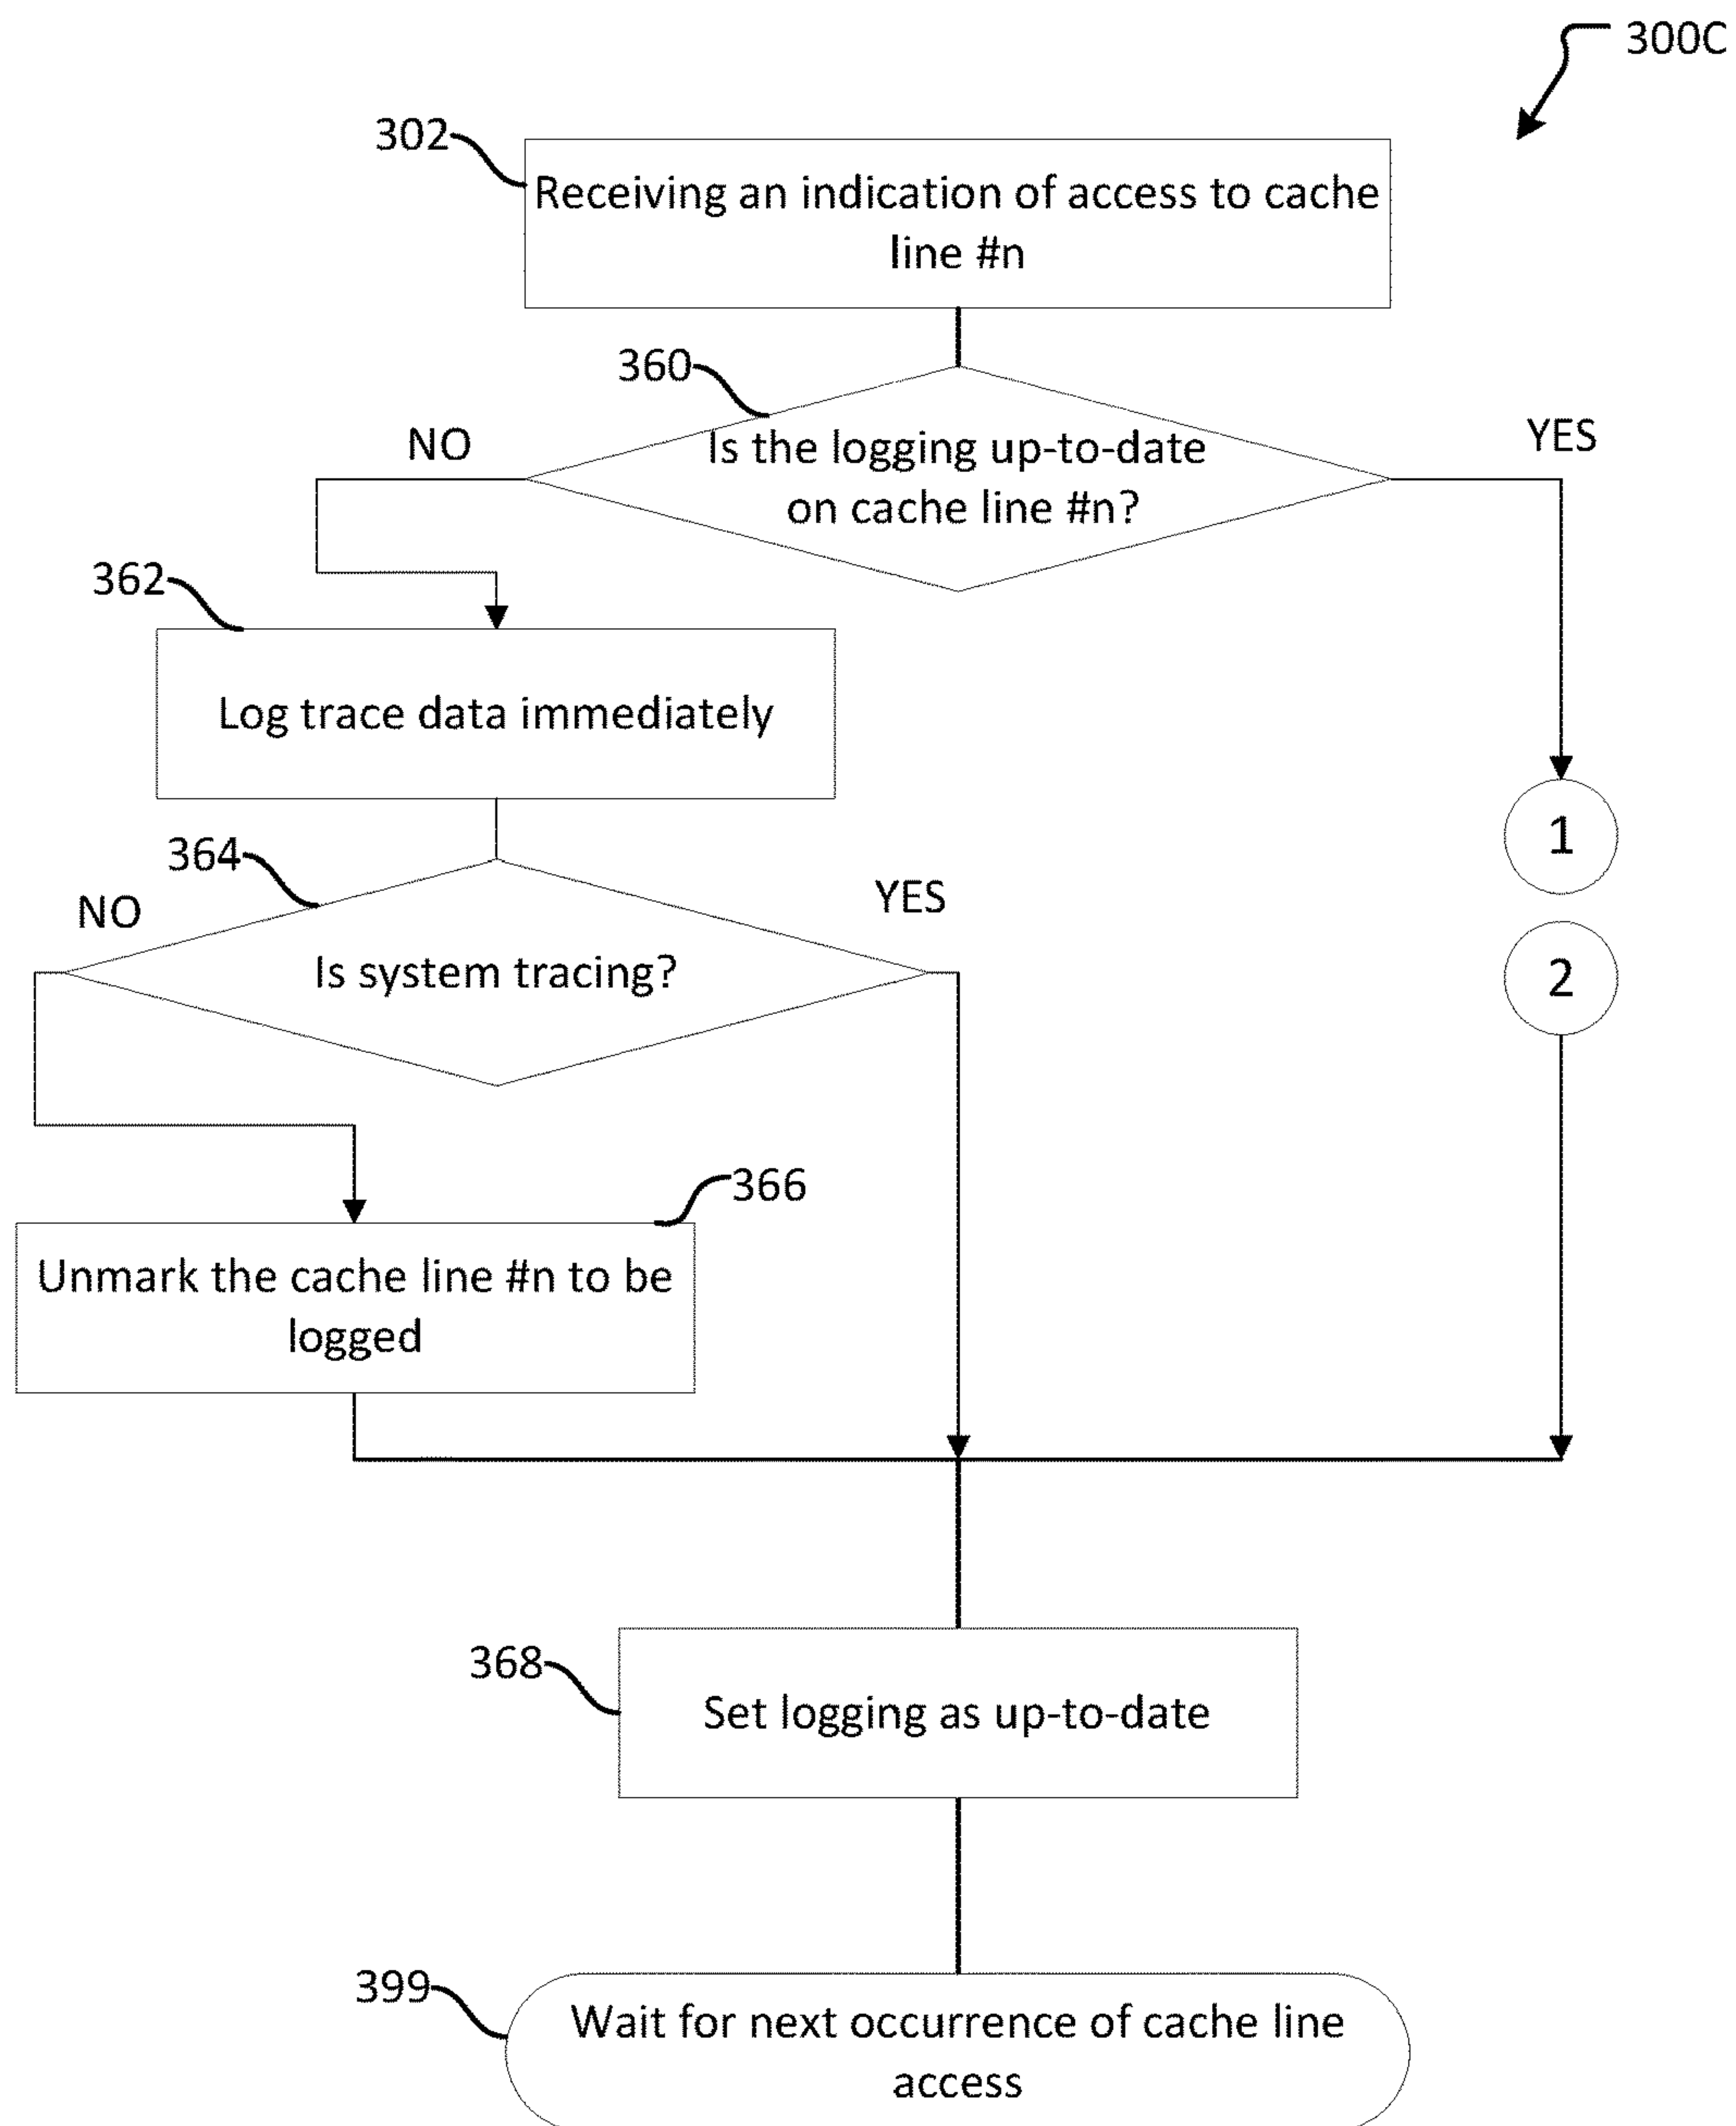 300C
302
Receiving an indication of access to cache
line #n
360
NO
YES
Is the logging up-to-date
on cache line #n?
362
Log trace data immediately
1
364
NO
YES
Is system tracing?
2
366
Unmark the cache line #n to be
logged
368
Set logging as up-to-date
399
Wait for next occurrence of cache line
access